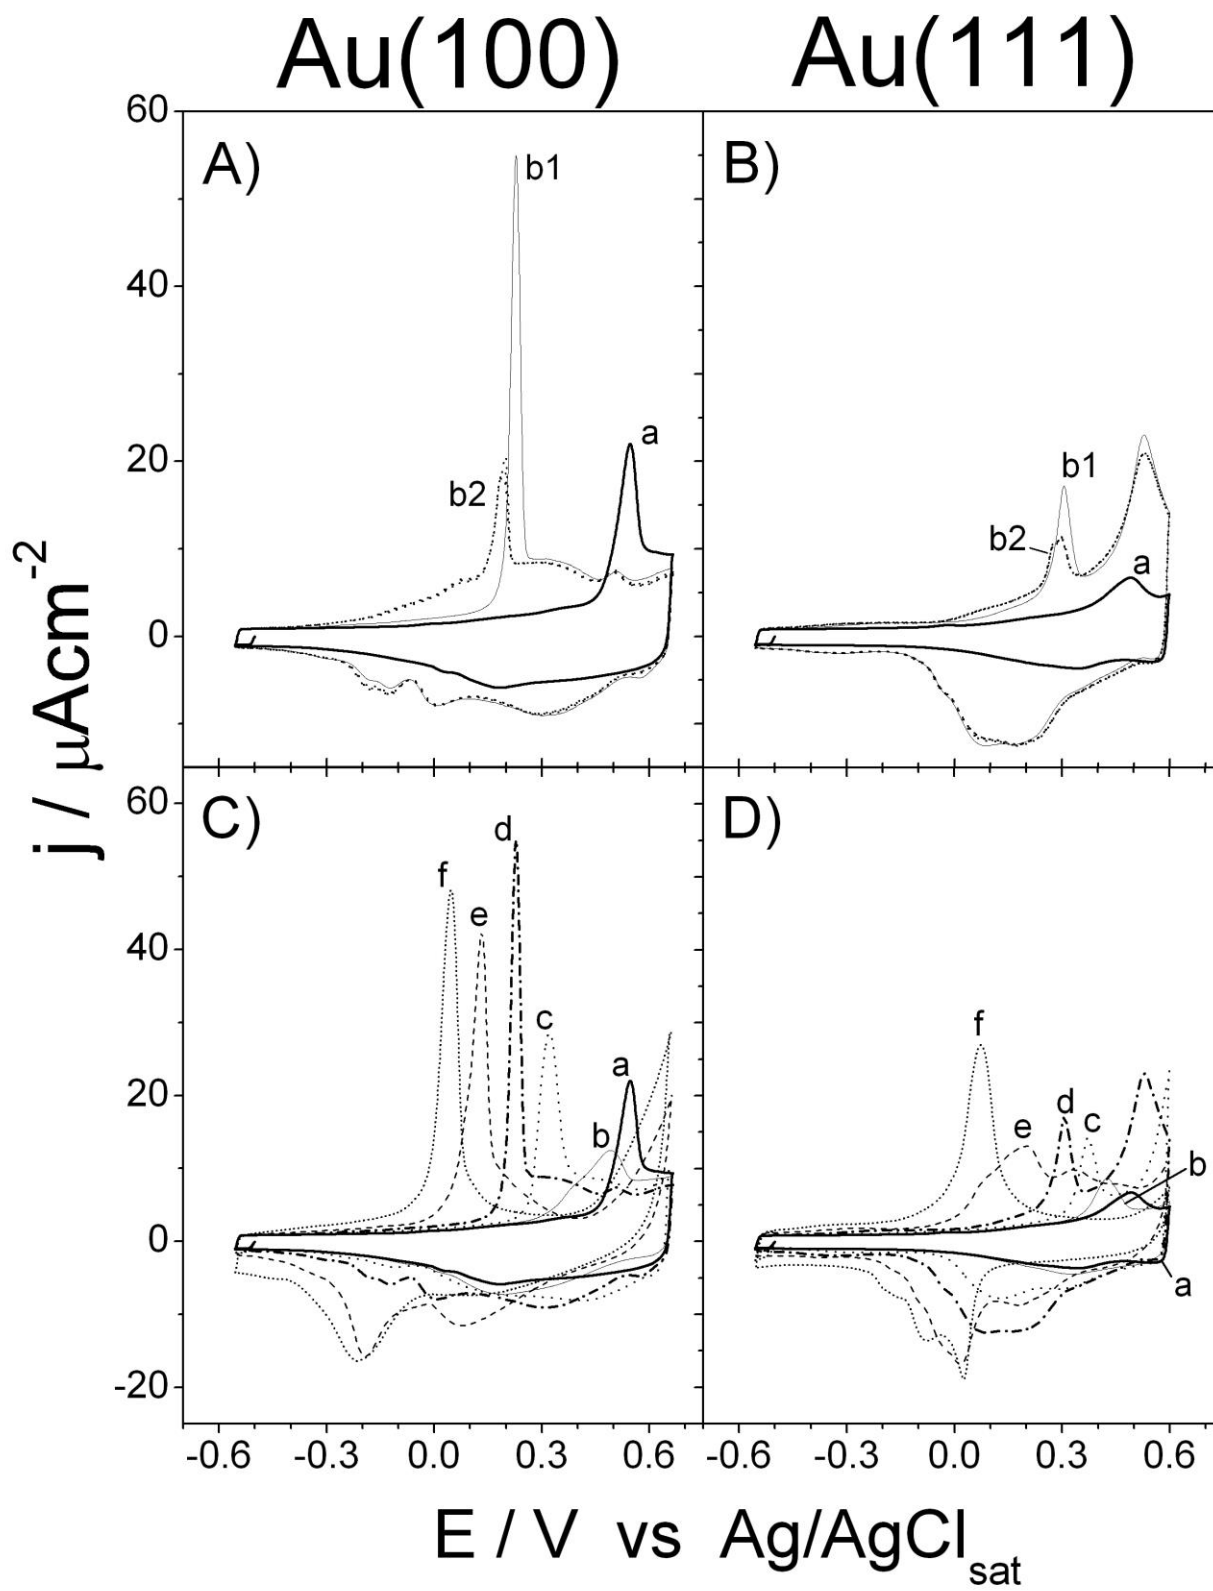 Au(100) Au(111)
60
A) B)
b1
40
a
20
b1
b2
b2
a
0
60
C) D)
d
f
e
40
c
f
a
20
d
e
c
b
b
0
a
-20
-0.6 -0.3 0.0 0.3 0.6 -0.6 -0.3 0.0 0.3 0.6
j / μAcm-2
E / V vs Ag/AgClsat